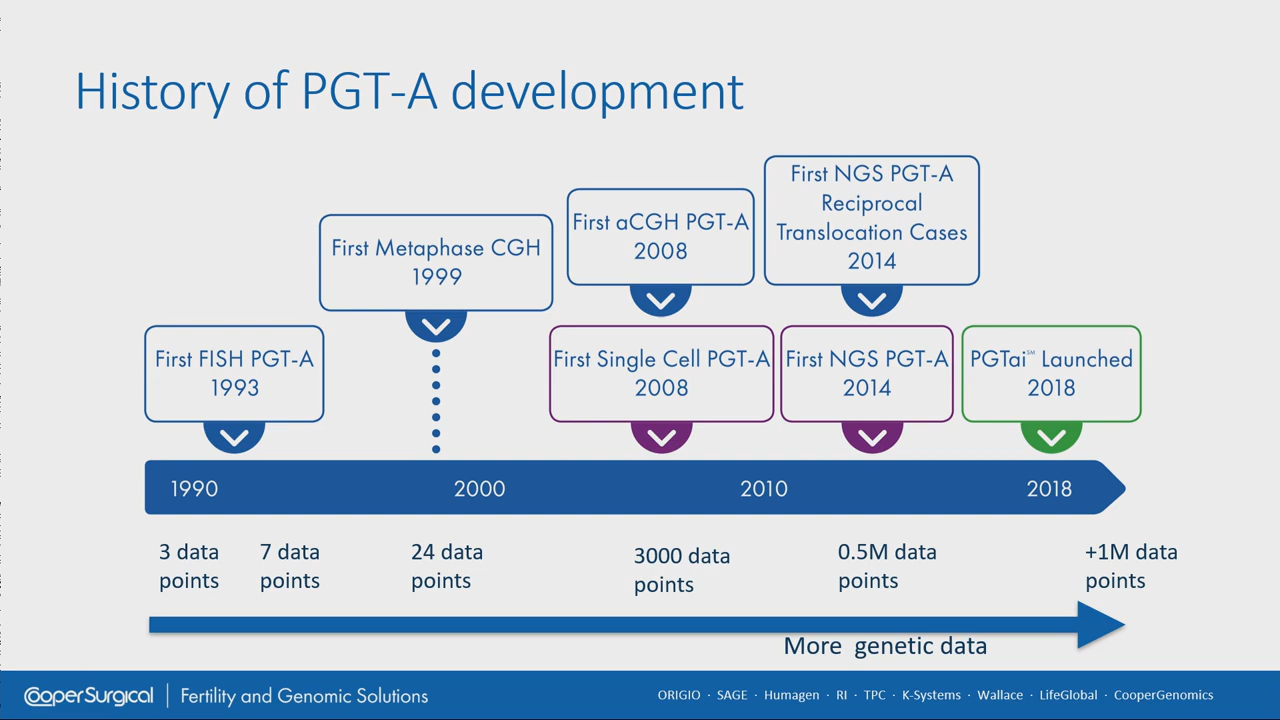 History of PGT-A development
First NGS PGT-A
Reciprocal
Translocation Cases
2014
First aCGH PGT-A
2008
First Metaphase CGH
1999
First FISH PGT-A
1993
First Single Cell PGT-A
2008
First NGS PGT-A
2014
PGTai℠ Launched
2018
1990 2000 2010 2018
3 data
points
7 data
points
24 data
points
3000 data
points
0.5M data
points
+1M data
points
More genetic data
CooperSurgical | Fertility and Genomic Solutions
ORIGIO · SAGE · Humagen · RI · TPC · K-Systems · Wallace · LifeGlobal · CooperGenomics